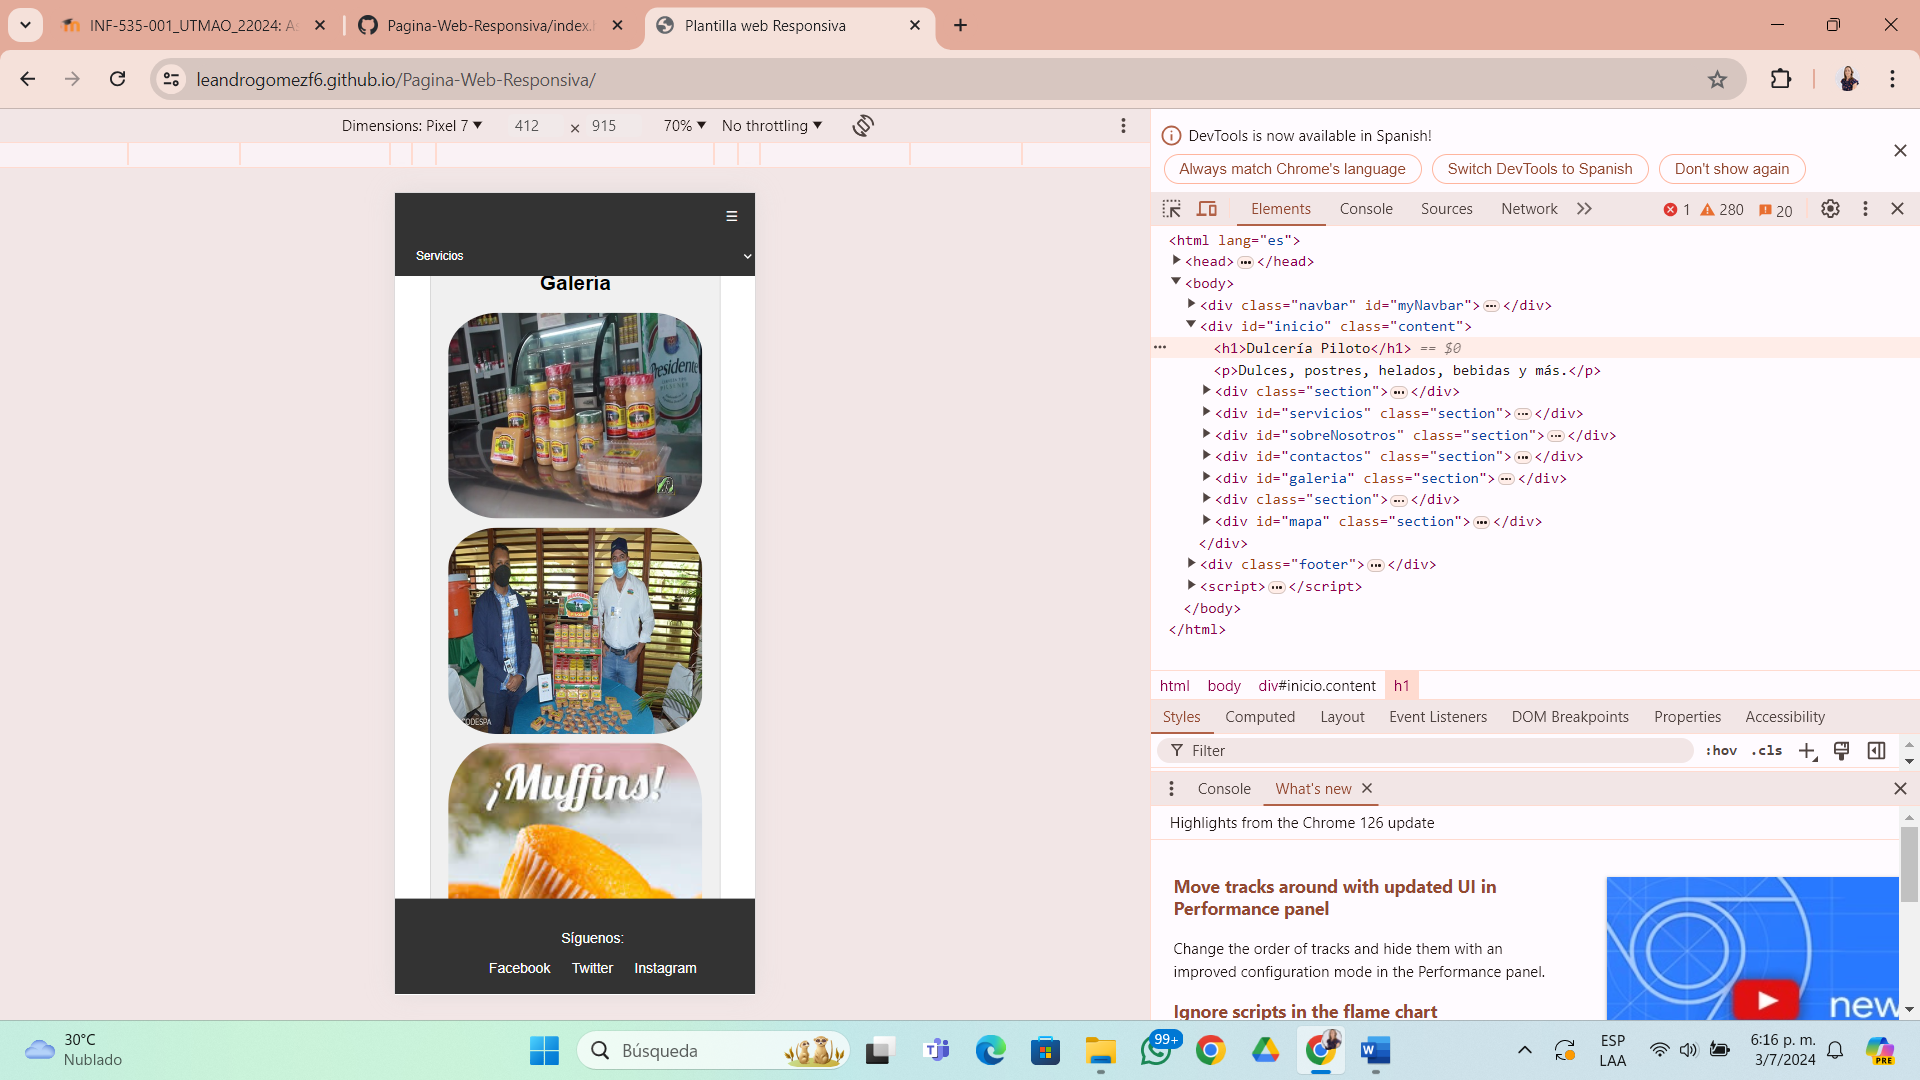 INF-535-001_UTMAO_22024: As
Pagina-Web-Responsiva/index.
Plantilla web Responsiva
leandrogomezf6.github.io/Pagina-Web-Responsiva/
Dimensions: Pixel 7 ▼ 412 × 915 70% ▼ No throttling ▼
DevTools is now available in Spanish!
Always match Chrome's language
Switch DevTools to Spanish
Don't show again
Elements Console Sources Network 1 280 20
<html lang="es">
<head> ••• </head>
<body>
<div class="navbar" id="myNavbar"> ••• </div>
<div id="inicio" class="content">
<h1>Dulcería Piloto</h1> == $0
<p>Dulces, postres, helados, bebidas y más.</p>
<div class="section"> ••• </div>
<div id="servicios" class="section"> ••• </div>
<div id="sobreNosotros" class="section"> ••• </div>
<div id="contactos" class="section"> ••• </div>
<div id="galeria" class="section"> ••• </div>
<div class="section"> ••• </div>
<div id="mapa" class="section"> ••• </div>
</div>
<div class="footer"> ••• </div>
<script> ••• </script>
</body>
</html>
html body div#inicio.content h1
Styles Computed Layout Event Listeners DOM Breakpoints Properties Accessibility
Filter :hov .cls
Console What's new
Highlights from the Chrome 126 update
Move tracks around with updated UI in
Performance panel
Change the order of tracks and hide them with an
improved configuration mode in the Performance panel.
Ignore scripts in the flame chart
new
Servicios
Galeria
Presidente
CODESPA
¡Muffins!
Síguenos:
Facebook Twitter Instagram
30°C
Nublado
Búsqueda
99+
ESP
LAA
6:16 p. m.
3/7/2024
PRE